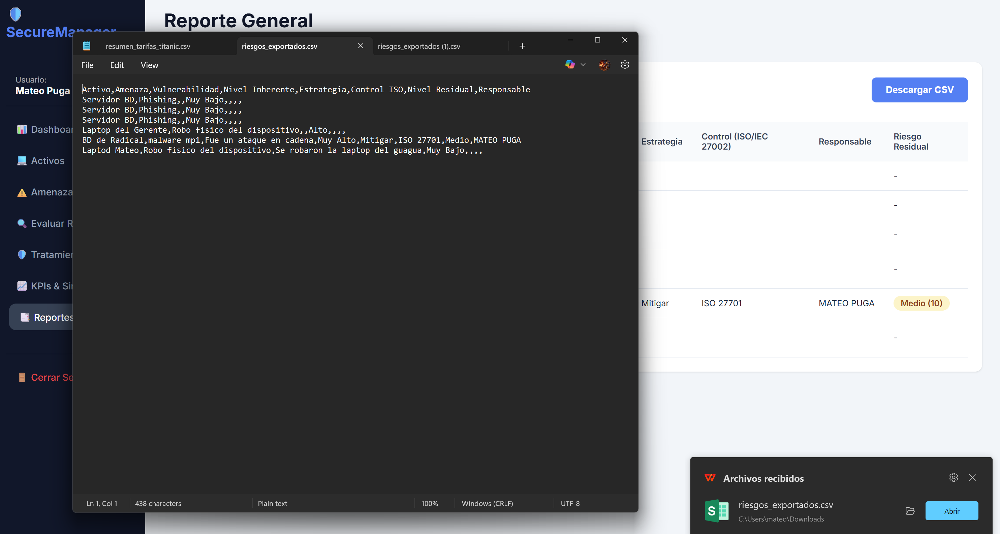 Reporte General
SecureManager
Usuario:
Mateo Puga
Dashboar
Activos
Amenaza
Evaluar R
Tratamier
KPIs & Sir
Reportes
Cerrar Se
resumen_tarifas_titanic.csv
riesgos_exportados.csv
riesgos_exportados (1).csv
File
Edit
View
Activo,Amenaza,Vulnerabilidad,Nivel Inherente,Estrategia,Control ISO,Nivel Residual,Responsable
Servidor BD,Phishing,,Muy Bajo,,,,
Servidor BD,Phishing,,Muy Bajo,,,,
Servidor BD,Phishing,,Muy Bajo,,,,
Laptop del Gerente,Robo físico del dispositivo,,Alto,,,,
BD de Radical,malware mp1,Fue un ataque en cadena,Muy Alto,Mitigar,ISO 27701,Medio,MATEO PUGA
Laptod Mateo,Robo físico del dispositivo,Se robaron la laptop del guagua,Muy Bajo,,,,
Ln 1, Col 1
438 characters
Plain text
100%
Windows (CRLF)
UTF-8
Descargar CSV
Estrategia
Control (ISO/IEC
27002)
Responsable
Riesgo
Residual
-
-
-
-
Mitigar
ISO 27701
MATEO PUGA
Medio (10)
-
Archivos recibidos
S
riesgos_exportados.csv
C:\Users\mateo\Downloads
Abrir